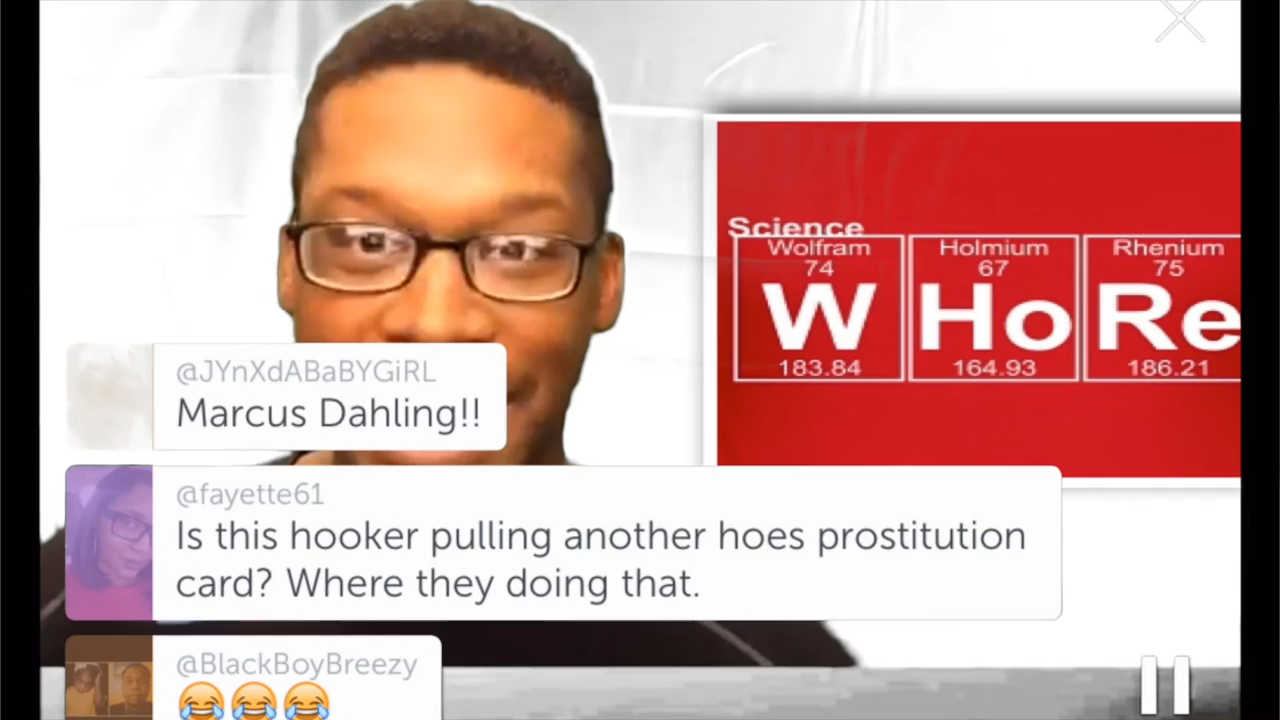 Science
Wolfram
74
W
183.84
Holmium
67
Ho
164.93
Rhenium
75
Re
186.21
@JYnXdABaBYGiRL
Marcus Dahling!!
@fayette61
Is this hooker pulling another hoes prostitution
card? Where they doing that.
@BlackBoyBreezy
😂😂😂